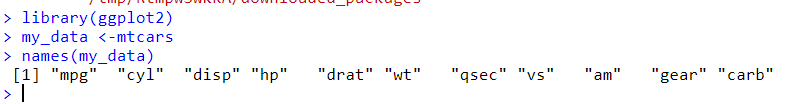 > library(ggplot2)
> my_data <-mtcars
> names(my_data)
[1] "mpg" "cyl" "disp" "hp" "drat" "wt" "qsec" "vs" "am" "gear" "carb"
>